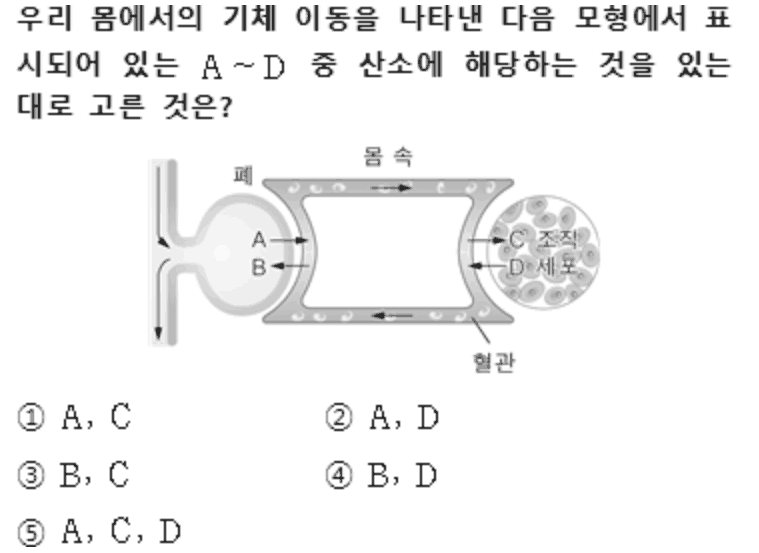 우리 몸에서의 기체 이동을 나타낸 다음 모형에서 표
시되어 있는 A ~ D 중 산소에 해당하는 것을 있는
대로 고른 것은?
몸 속
폐
A
B
C 조직
D 세포
혈관
① A, C
② A, D
③ B, C
④ B, D
⑤ A, C, D